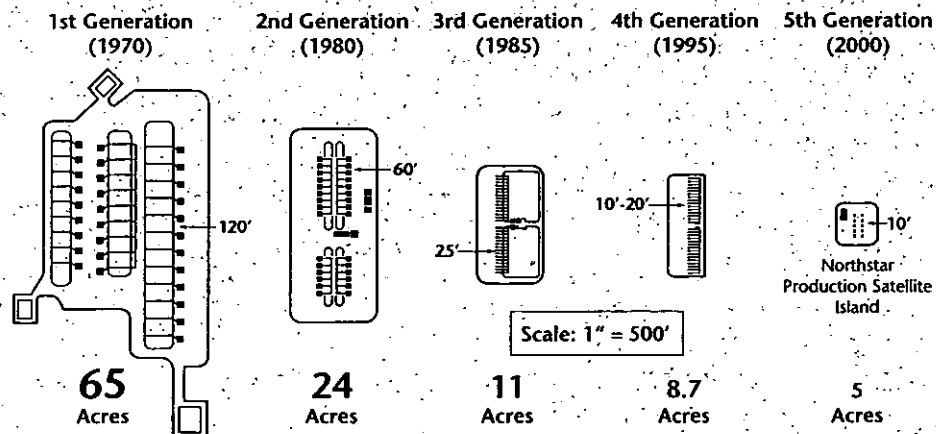 1st Generation
(1970)
2nd Generation
(1980)
3rd Generation
(1985)
4th Generation
(1995)
5th Generation
(2000)
120'
60'
25'
10'-20'
10'
Northstar
Production Satellite
Island
Scale: 1" = 500'
65
Acres
24
Acres
11
Acres
8.7
Acres
5
Acres